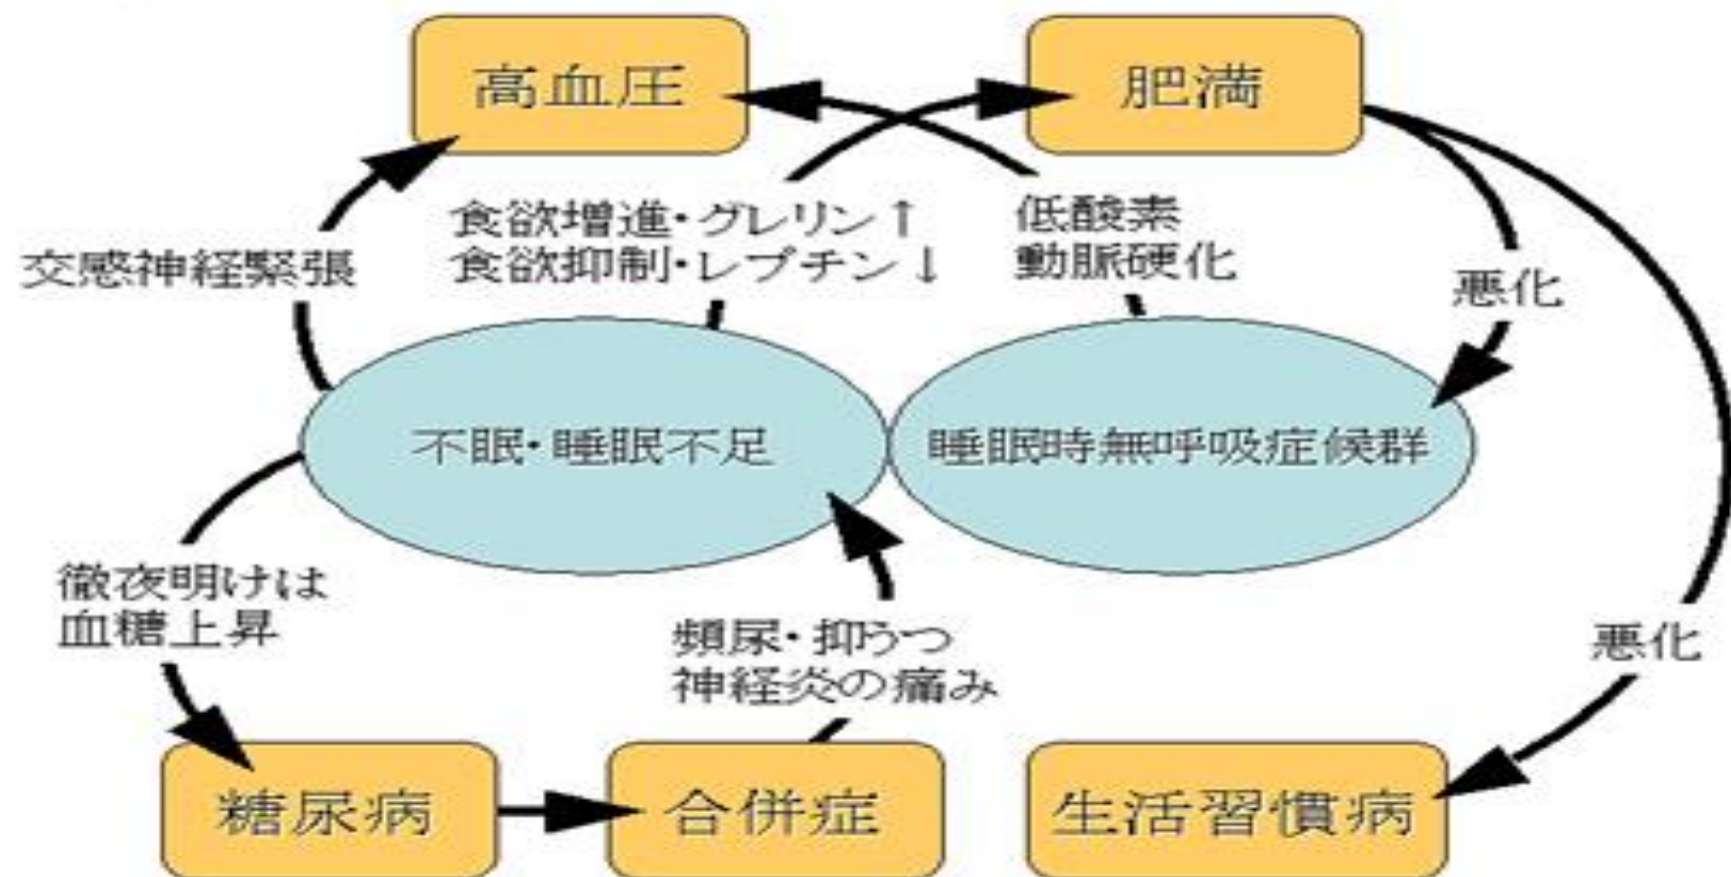 高血圧
肥満
食欲増進・グレリン↑
食欲抑制・レプチン↓
低酸素
動脈硬化
交感神経緊張
悪化
不眠・睡眠不足
睡眠時無呼吸症候群
徹夜明けは
血糖上昇
頻尿・抑うつ
神経炎の痛み
悪化
糖尿病
合併症
生活習慣病